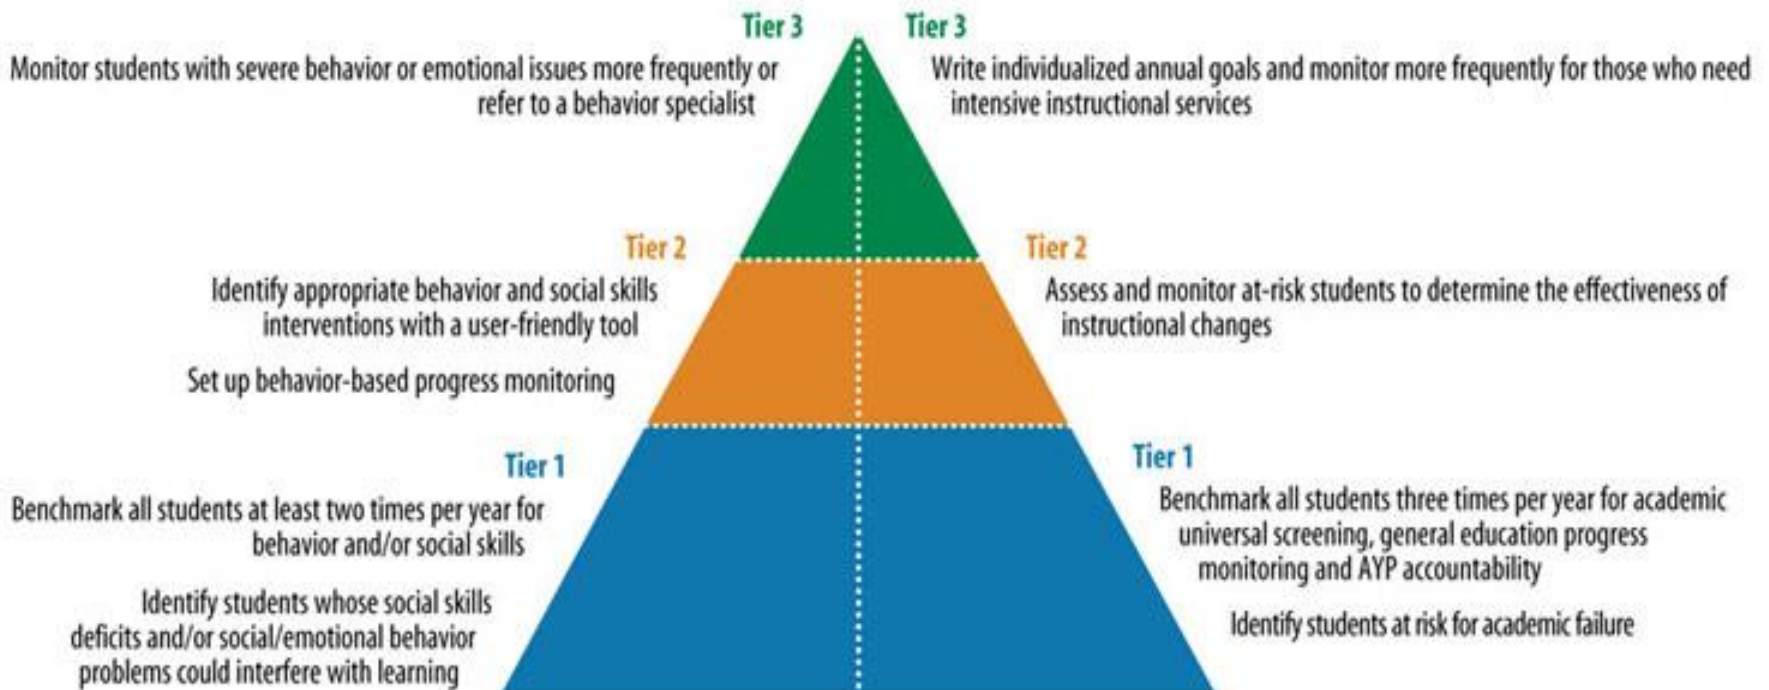 Tier 3
Monitor students with severe behavior or emotional issues more frequently or
refer to a behavior specialist
Tier 3
Write individualized annual goals and monitor more frequently for those who need
intensive instructional services
Tier 2
Identify appropriate behavior and social skills
interventions with a user-friendly tool
Set up behavior-based progress monitoring
Tier 2
Assess and monitor at-risk students to determine the effectiveness of
instructional changes
Tier 1
Benchmark all students at least two times per year for
behavior and/or social skills
Identify students whose social skills
deficits and/or social/emotional behavior
problems could interfere with learning
Tier 1
Benchmark all students three times per year for academic
universal screening, general education progress
monitoring and AYP accountability
Identify students at risk for academic failure